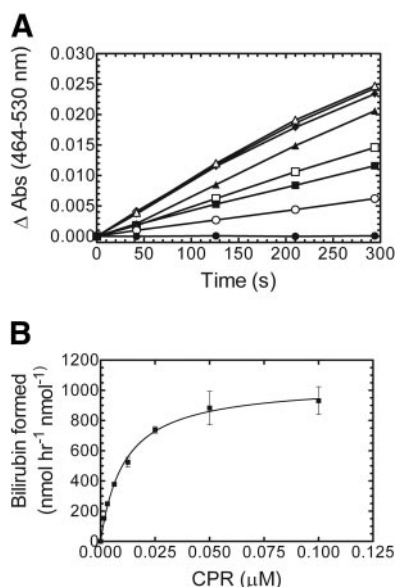 A
Δ Abs (464-530 nm)
0.030
0.025
0.020
0.015
0.010
0.005
0.000
0 50 100 150 200 250 300
Time (s)
B
Bilirubin formed
(nmol hr⁻¹ nmol⁻¹)
1200
1000
800
600
400
200
0
0.000 0.025 0.050 0.075 0.100 0.125
CPR (μM)